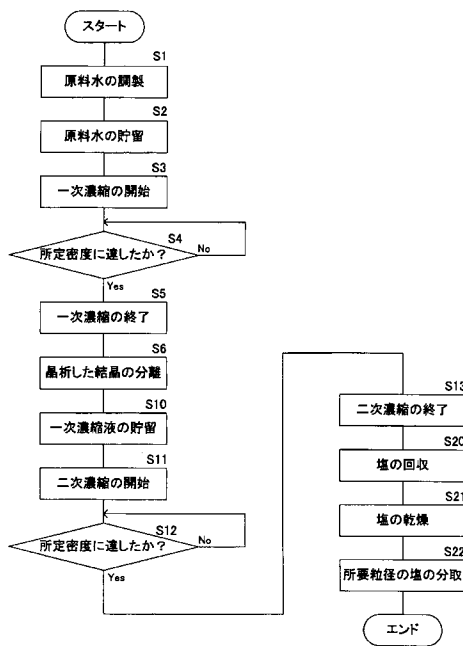 スタート
S1
原料水の調製
S2
原料水の貯留
S3
一次濃縮の開始
S4
所定密度に達したか？
No
Yes
S5
一次濃縮の終了
S6
晶析した結晶の分離
S10
一次濃縮液の貯留
S11
二次濃縮の開始
S12
所定密度に達したか？
No
Yes
S13
二次濃縮の終了
S20
塩の回収
S21
塩の乾燥
S22
所要粒径の塩の分取
エンド